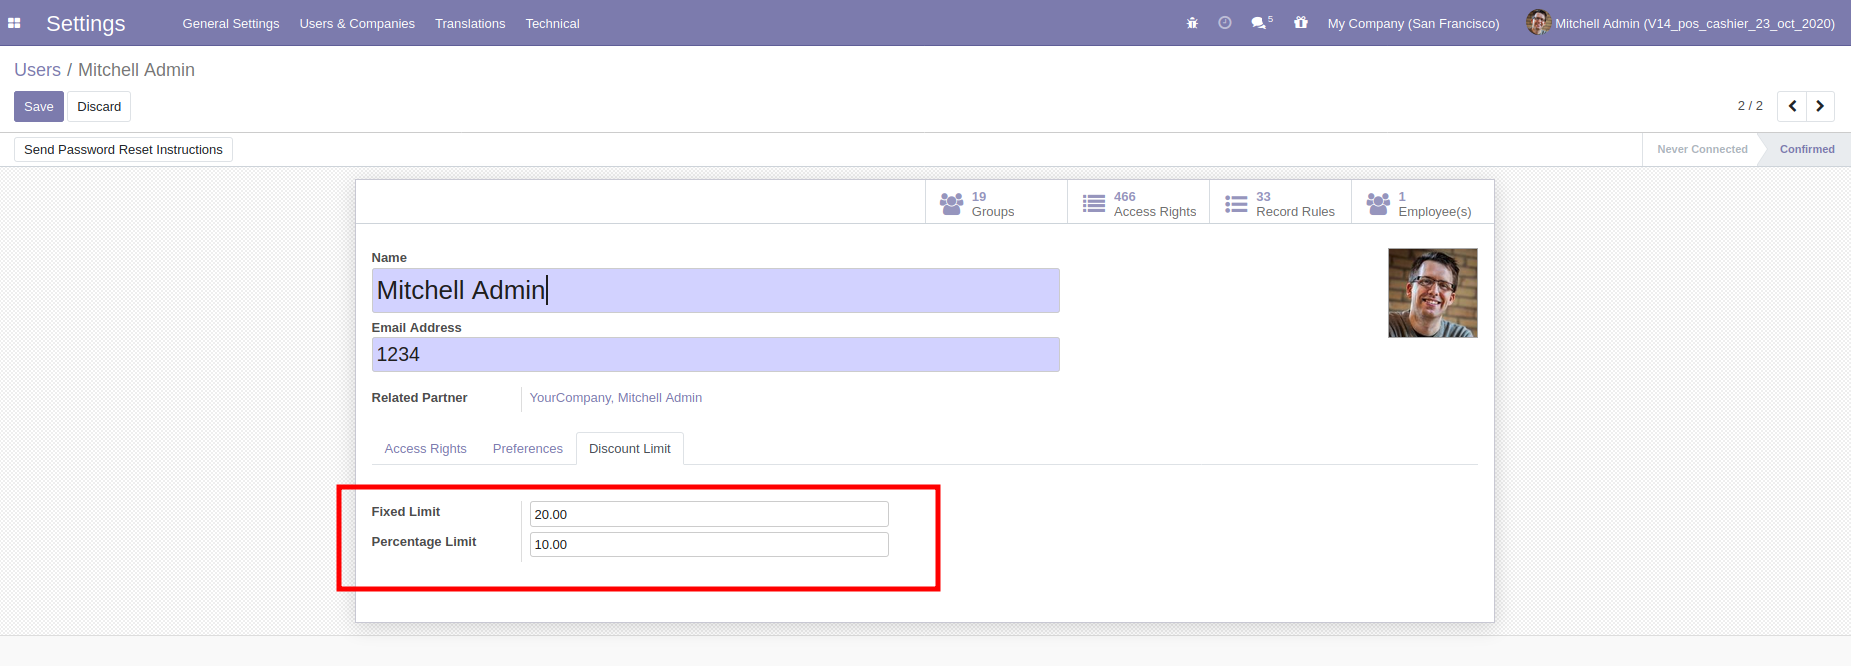 Settings General Settings Users & Companies Translations Technical 5 My Company (San Francisco) Mitchell Admin (V14_pos_cashier_23_oct_2020)
Users / Mitchell Admin
Save Discard 2 / 2
Send Password Reset Instructions Never Connected Confirmed
19 Groups
466 Access Rights
33 Record Rules
1 Employee(s)
Name
Mitchell Admin
Email Address
1234
Related Partner YourCompany, Mitchell Admin
Access Rights Preferences Discount Limit
Fixed Limit 20.00
Percentage Limit 10.00